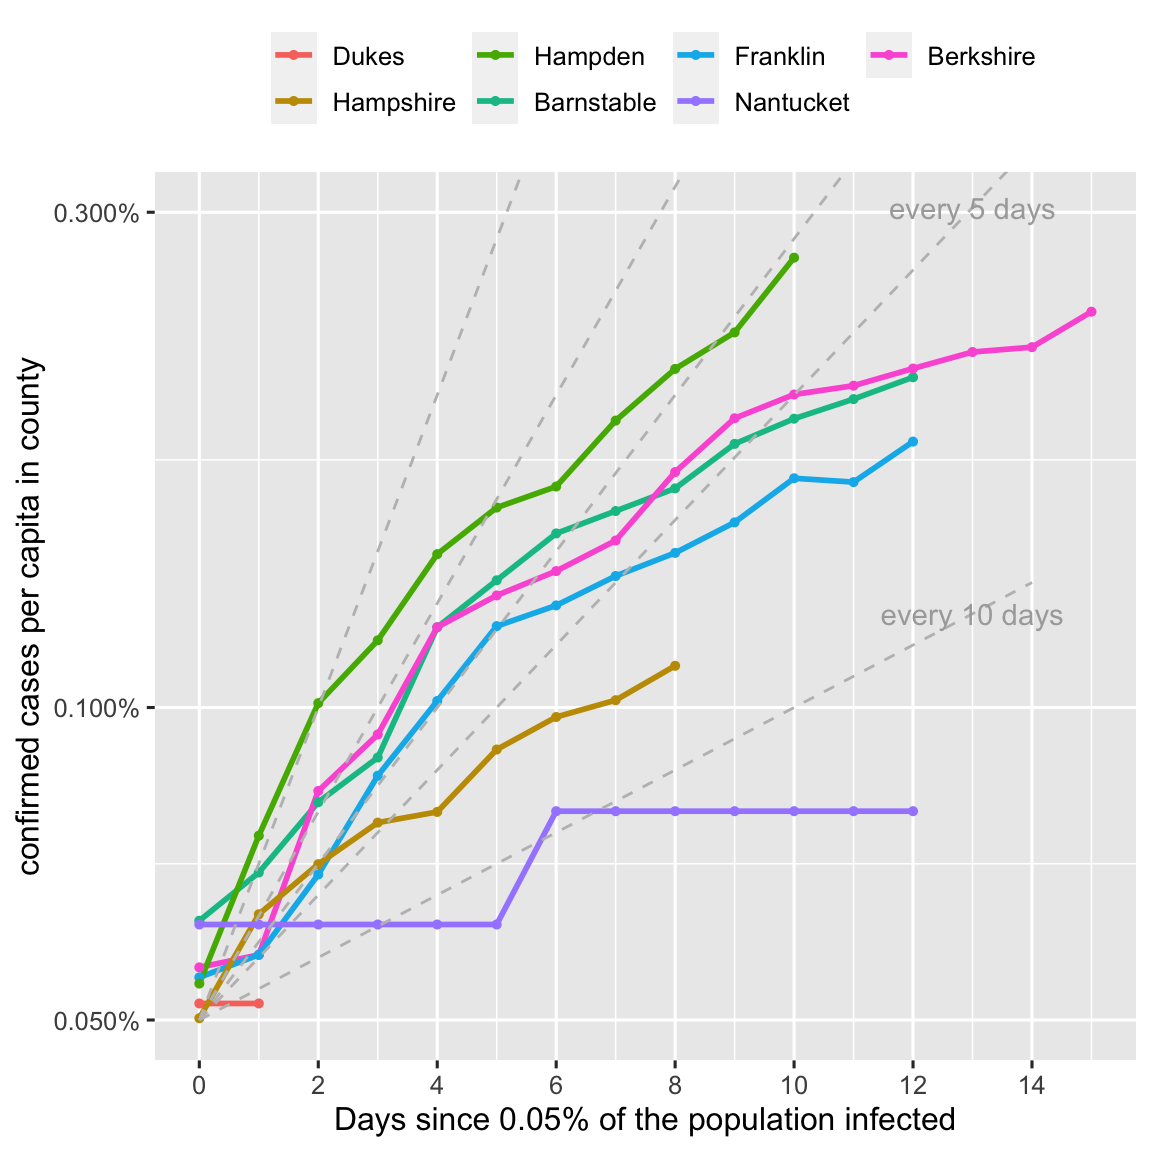 Dukes Hampden Franklin Berkshire
Hampshire Barnstable Nantucket
every 5 days
0.300%
every 10 days
0.100%
0.050%
confirmed cases per capita in county
0 2 4 6 8 10 12 14
Days since 0.05% of the population infected